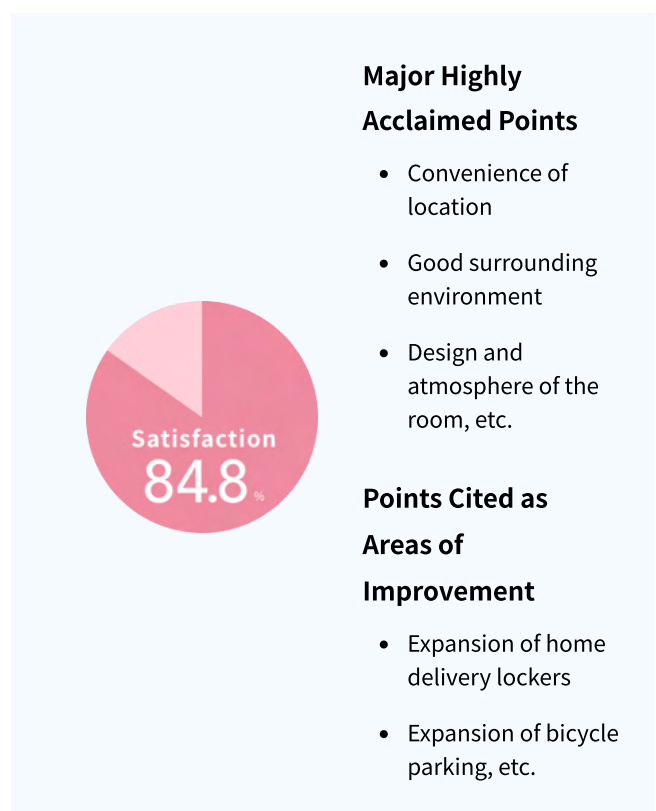 Major Highly
Acclaimed Points
• Convenience of
location
• Good surrounding
environment
• Design and
atmosphere of the
room, etc.
Satisfaction
84.8 %
Points Cited as
Areas of
Improvement
• Expansion of home
delivery lockers
• Expansion of bicycle
parking, etc.